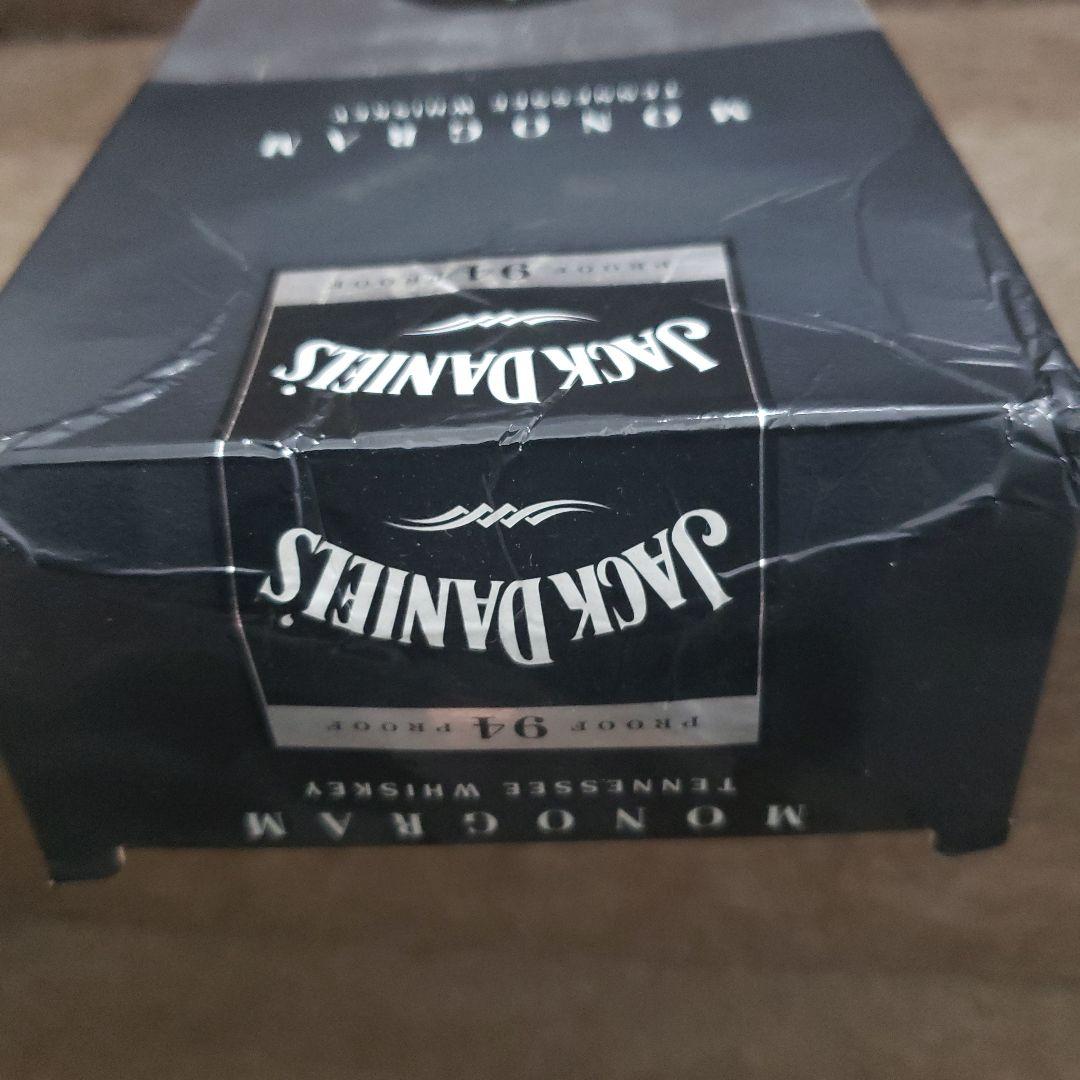 MONOGRAM
TENNESSEE WHISKEY
PROOF 94 PROOF
JACK DANIEL'S
JACK DANIEL'S
PROOF 94 PROOF
MONOGRAM
TENNESSEE WHISKEY